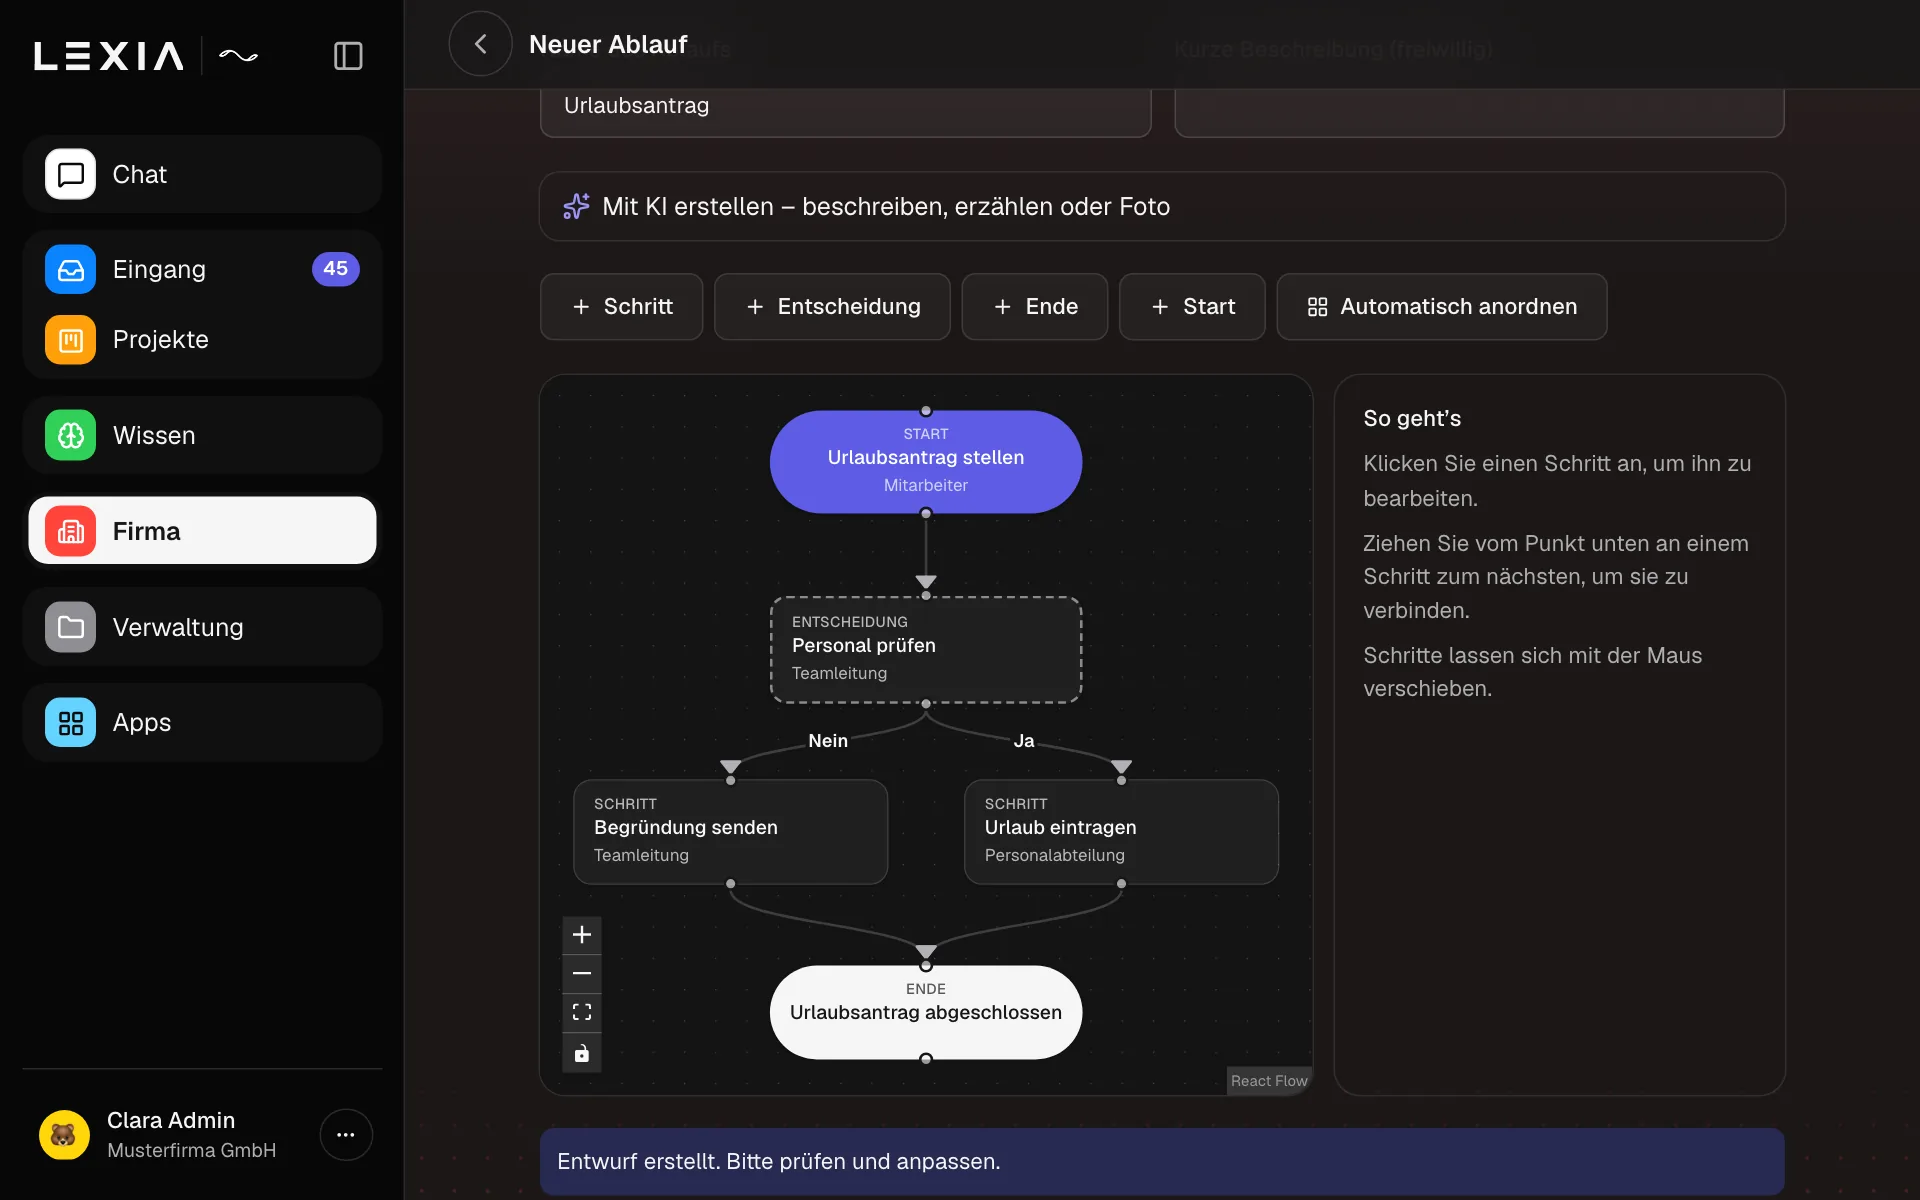 LEXIA
Neuer Ablauf
Kurze Beschreibung (freiwillig)
Urlaubsantrag
Chat
Eingang
45
Projekte
Wissen
Firma
Verwaltung
Apps
Clara Admin
Musterfirma GmbH
Mit KI erstellen – beschreiben, erzählen oder Foto
Schritt
Entscheidung
Ende
Start
Automatisch anordnen
START
Urlaubsantrag stellen
Mitarbeiter
ENTSCHEIDUNG
Personal prüfen
Teamleitung
Nein
Ja
SCHRITT
Begründung senden
Teamleitung
SCHRITT
Urlaub eintragen
Personalabteilung
ENDE
Urlaubsantrag abgeschlossen
React Flow
So geht’s
Klicken Sie einen Schritt an, um ihn zu
bearbeiten.
Ziehen Sie vom Punkt unten an einem
Schritt zum nächsten, um sie zu
verbinden.
Schritte lassen sich mit der Maus
verschieben.
Entwurf erstellt. Bitte prüfen und anpassen.